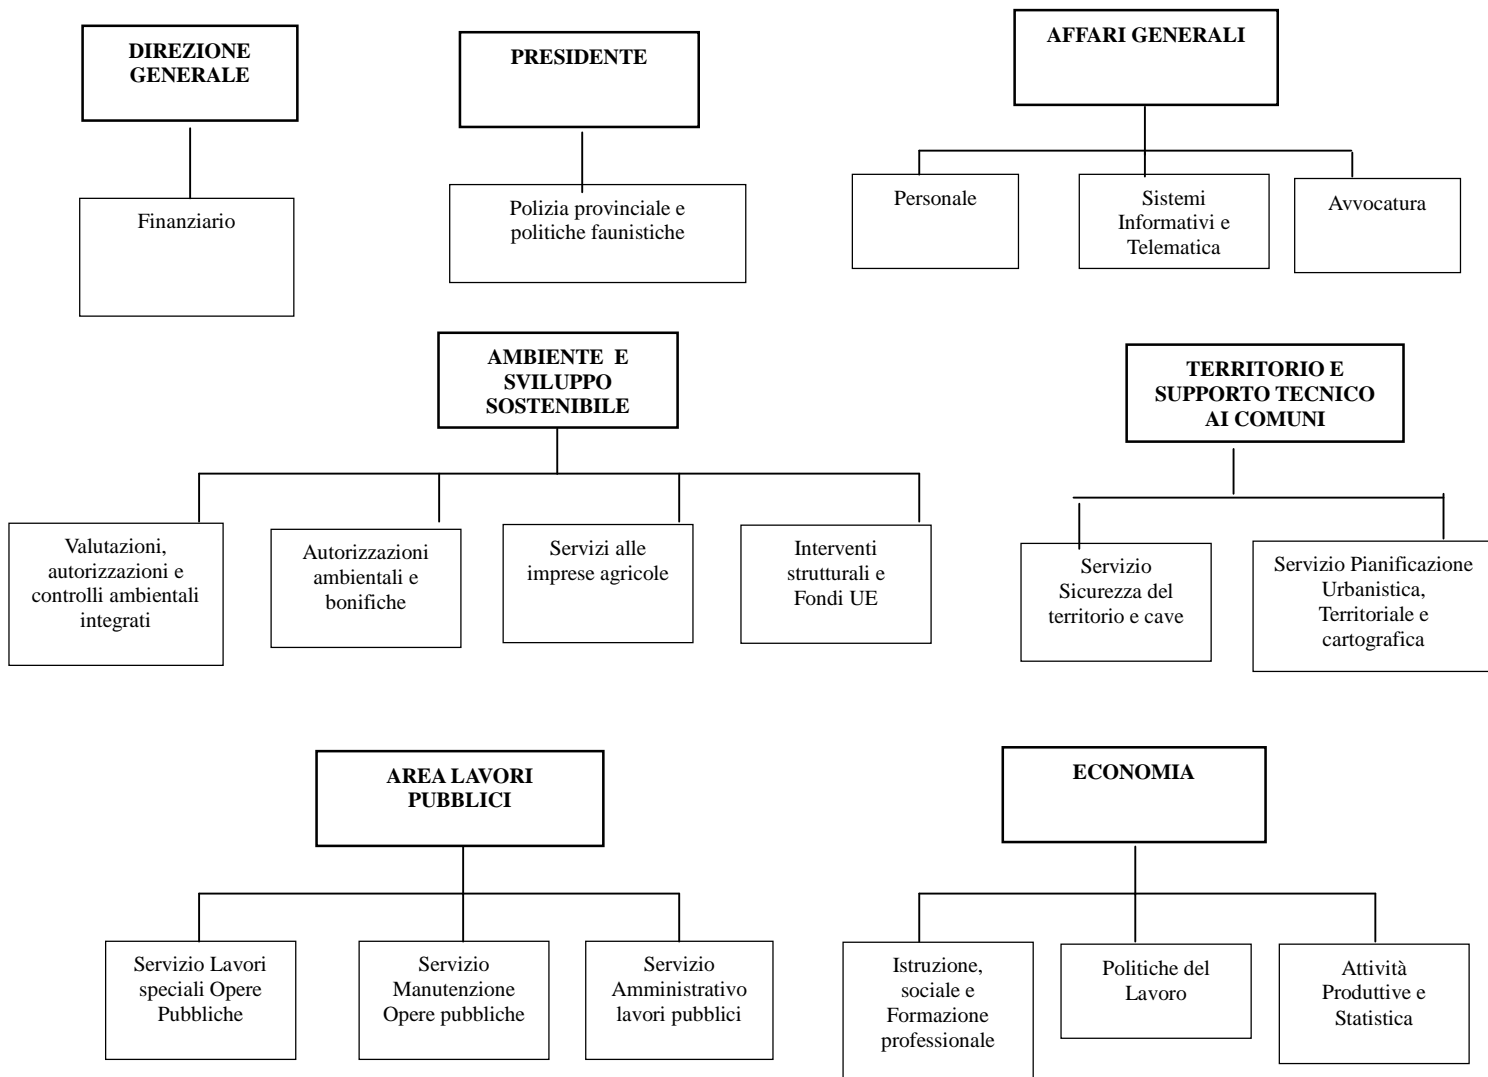 DIREZIONE
GENERALE
PRESIDENTE
AFFARI GENERALI
Finanziario
Polizia provinciale e
politiche faunistiche
Personale
Sistemi
Informativi e
Telematica
Avvocatura
AMBIENTE E
SVILUPPO
SOSTENIBILE
TERRITORIO E
SUPPORTO TECNICO
AI COMUNI
Valutazioni,
autorizzazioni e
controlli ambientali
integrati
Autorizzazioni
ambientali e
bonifiche
Servizi alle
imprese agricole
Interventi
strutturali e
Fondi UE
Servizio
Sicurezza del
territorio e cave
Servizio Pianificazione
Urbanistica,
Territoriale e
cartografica
AREA LAVORI
PUBBLICI
ECONOMIA
Servizio Lavori
speciali Opere
Pubbliche
Servizio
Manutenzione
Opere pubbliche
Servizio
Amministrativo
lavori pubblici
Istruzione,
sociale e
Formazione
professionale
Politiche del
Lavoro
Attività
Produttive e
Statistica